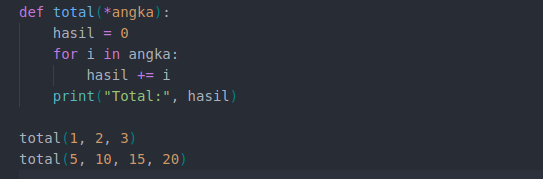 def total(*angka):
    hasil = 0
    for i in angka:
        hasil += i
    print("Total:", hasil)

total(1, 2, 3)
total(5, 10, 15, 20)